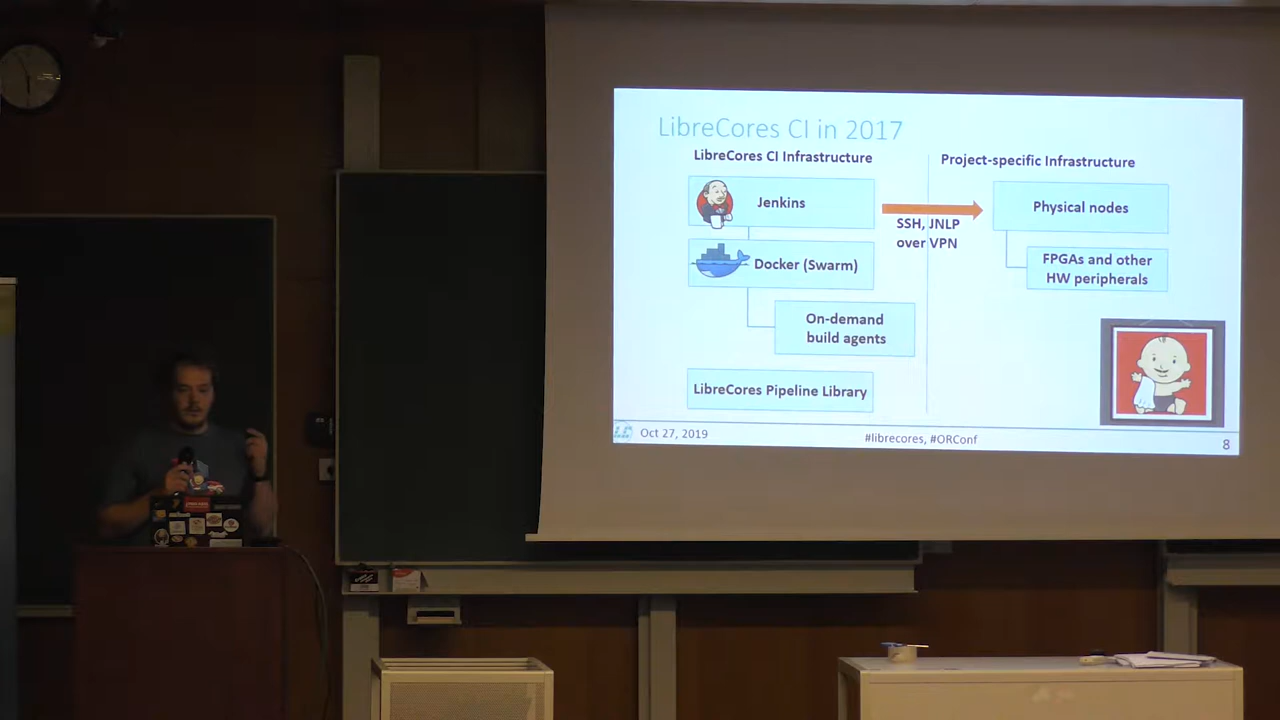 LibreCores CI in 2017
LibreCores CI Infrastructure
Project-specific Infrastructure
Jenkins
SSH, JNLP
over VPN
Physical nodes
Docker (Swarm)
FPGAs and other
HW peripherals
On-demand
build agents
LibreCores Pipeline Library
Oct 27, 2019
#librecores, #ORConf
8